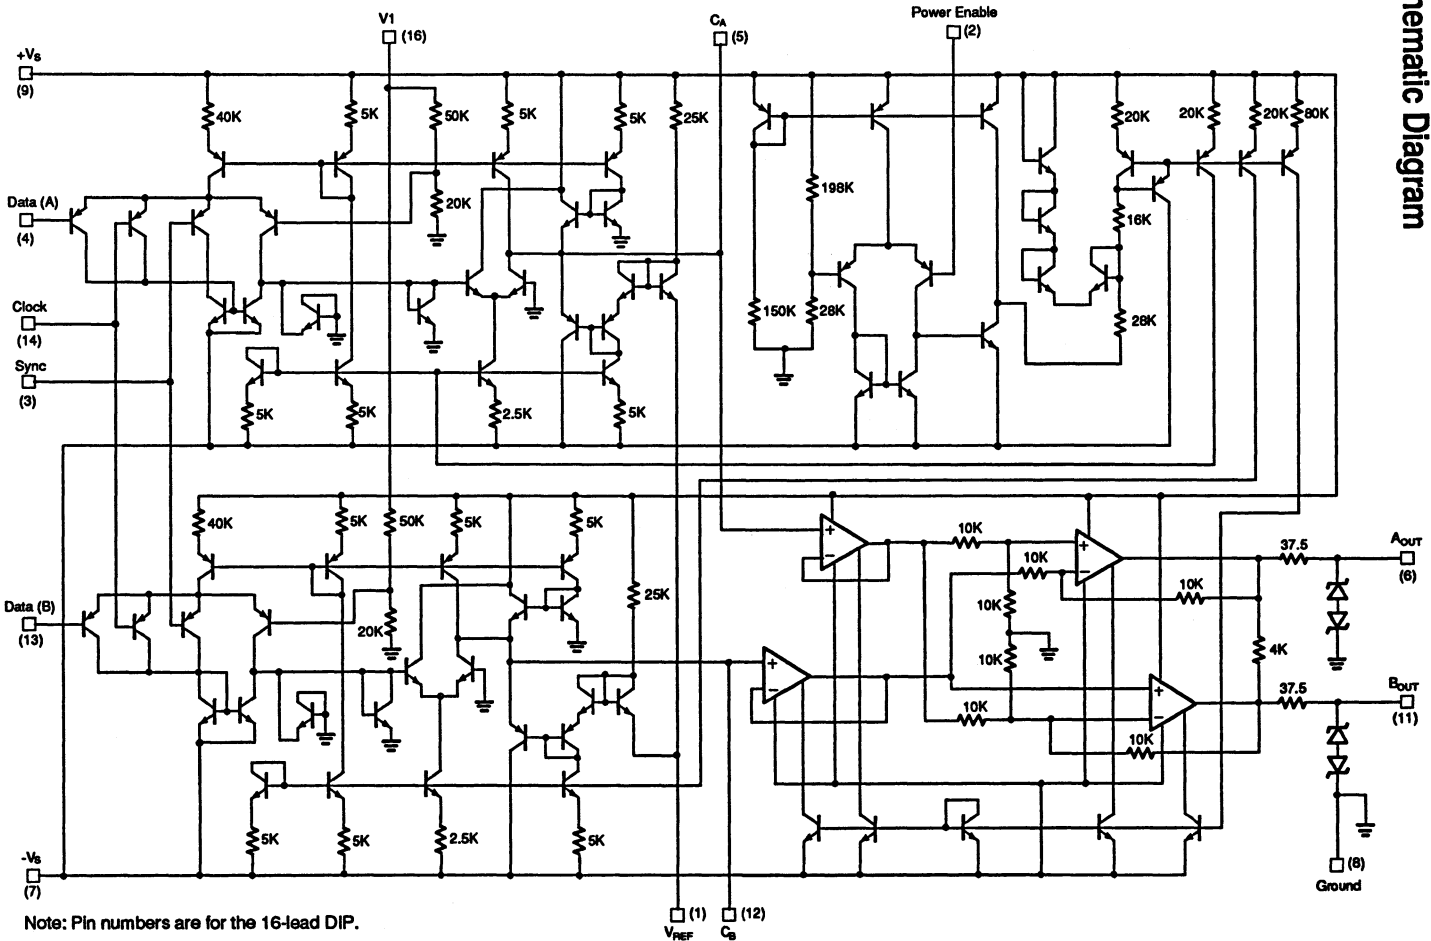 Schematic Diagram
V1
(16)
CA
(5)
Power Enable
(2)
+VS
(9)
40K
5K
50K
5K
5K
25K
20K
20K
20K
80K
198K
Data (A)
(4)
20K
16K
Clock
(14)
150K
28K
28K
Sync
(3)
5K
5K
2.5K
5K
40K
5K
50K
5K
5K
10K
37.5
AOUT
(6)
10K
10K
25K
10K
Data (B)
(13)
20K
4K
10K
37.5
BOUT
(11)
10K
10K
5K
5K
2.5K
5K
-VS
(7)
(8)
Ground
(1)
VREF
(12)
CB
Note: Pin numbers are for the 16-lead DIP.